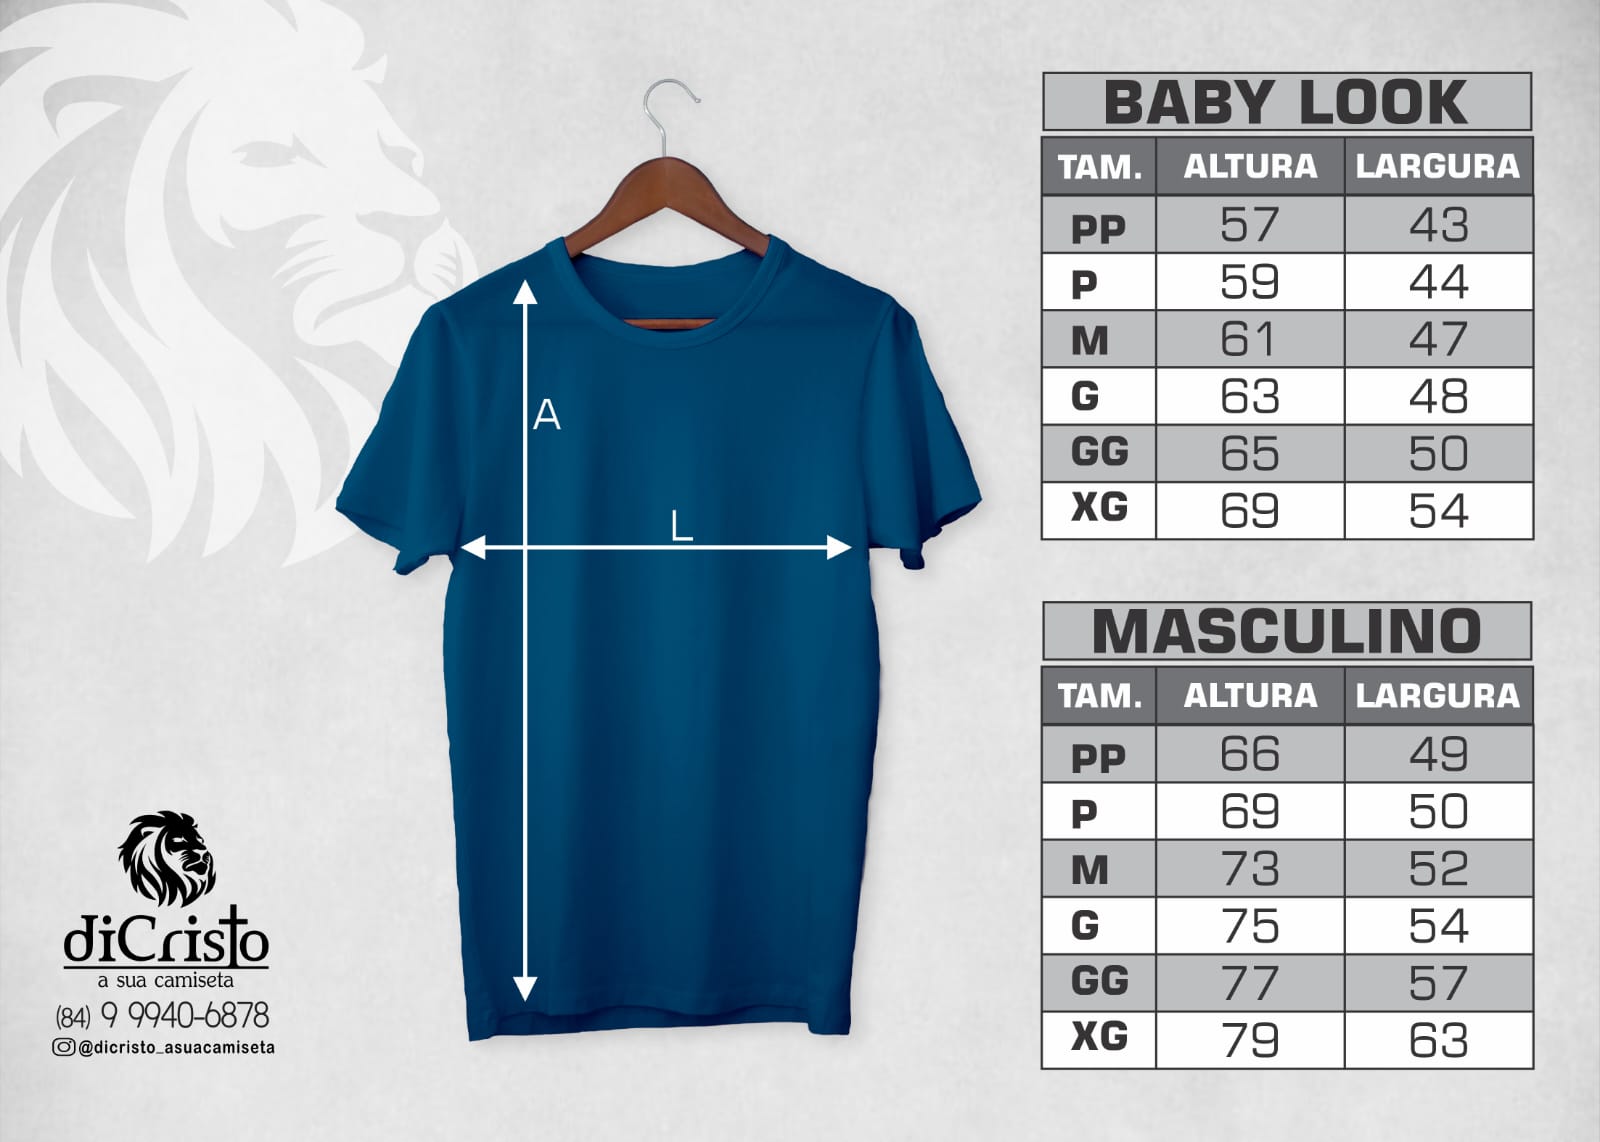 A
L
BABY LOOK
TAM. ALTURA LARGURA
PP 57 43
P 59 44
M 61 47
G 63 48
GG 65 50
XG 69 54
MASCULINO
TAM. ALTURA LARGURA
PP 66 49
P 69 50
M 73 52
G 75 54
GG 77 57
XG 79 63
diCristo
a sua camiseta
(84) 9 9940-6878
@dicristo_asuacamiseta